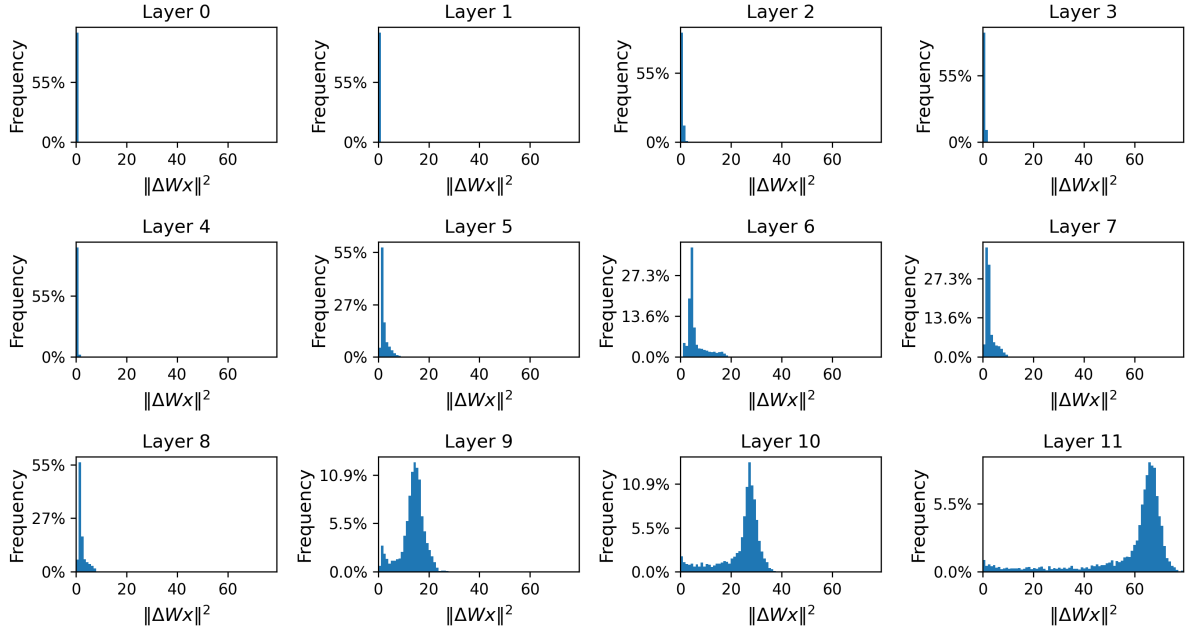 Layer 0
Frequency
55%
0%
0 20 40 60
‖ΔWx‖²
Layer 1
Frequency
55%
0%
0 20 40 60
‖ΔWx‖²
Layer 2
Frequency
55%
0%
0 20 40 60
‖ΔWx‖²
Layer 3
Frequency
55%
0%
0 20 40 60
‖ΔWx‖²
Layer 4
Frequency
55%
0%
0 20 40 60
‖ΔWx‖²
Layer 5
Frequency
55%
27%
0%
0 20 40 60
‖ΔWx‖²
Layer 6
Frequency
27.3%
13.6%
0.0%
0 20 40 60
‖ΔWx‖²
Layer 7
Frequency
27.3%
13.6%
0.0%
0 20 40 60
‖ΔWx‖²
Layer 8
Frequency
55%
27%
0%
0 20 40 60
‖ΔWx‖²
Layer 9
Frequency
10.9%
5.5%
0.0%
0 20 40 60
‖ΔWx‖²
Layer 10
Frequency
10.9%
5.5%
0.0%
0 20 40 60
‖ΔWx‖²
Layer 11
Frequency
5.5%
0.0%
0 20 40 60
‖ΔWx‖²